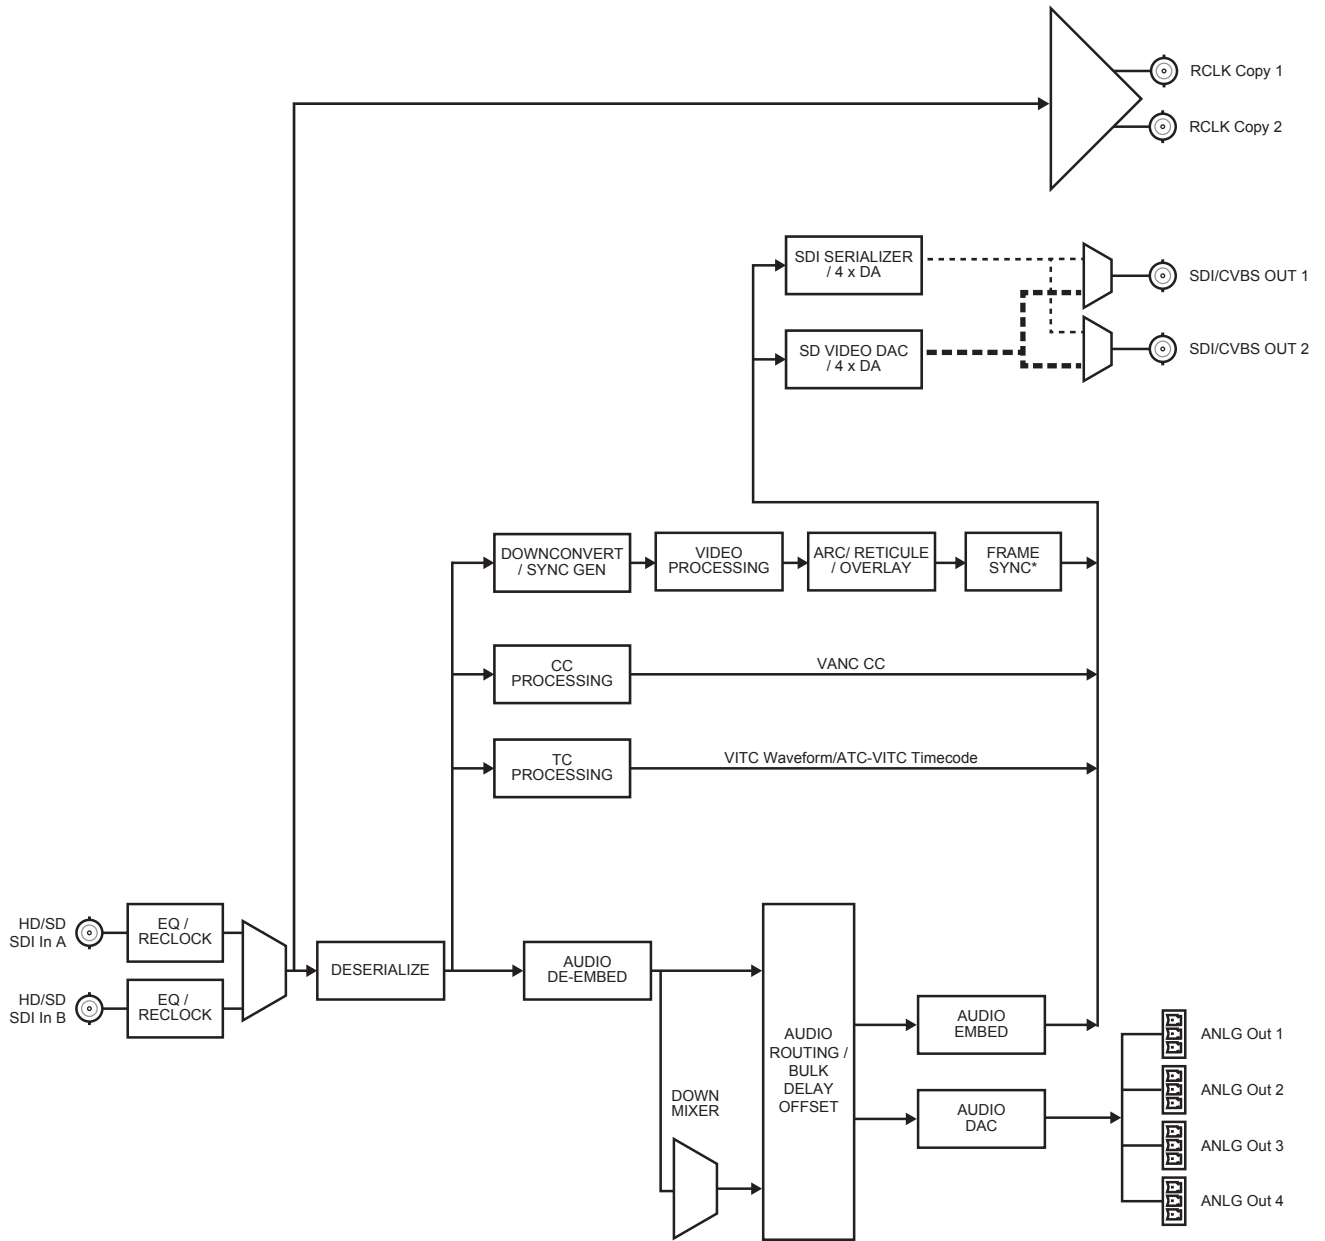 RCLK Copy 1
RCLK Copy 2
SDI SERIALIZER
/ 4 x DA
SDI/CVBS OUT 1
SD VIDEO DAC
/ 4 x DA
SDI/CVBS OUT 2
DOWNCONVERT
/ SYNC GEN
VIDEO
PROCESSING
ARC/ RETICULE
/ OVERLAY
FRAME
SYNC*
CC
PROCESSING
VANC CC
TC
PROCESSING
VITC Waveform/ATC-VITC Timecode
HD/SD
SDI In A
EQ /
RECLOCK
HD/SD
SDI In B
EQ /
RECLOCK
DESERIALIZE
AUDIO
DE-EMBED
DOWN
MIXER
AUDIO
ROUTING /
BULK
DELAY
OFFSET
AUDIO
EMBED
AUDIO
DAC
ANLG Out 1
ANLG Out 2
ANLG Out 3
ANLG Out 4